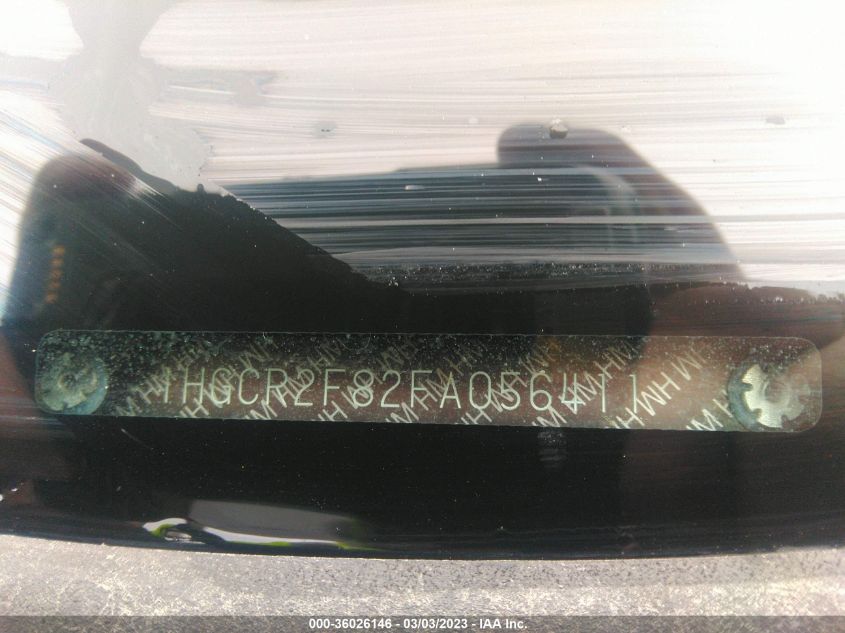 1HGCR2F82FA056411
000-36026146 - 03/03/2023 - IAA Inc.